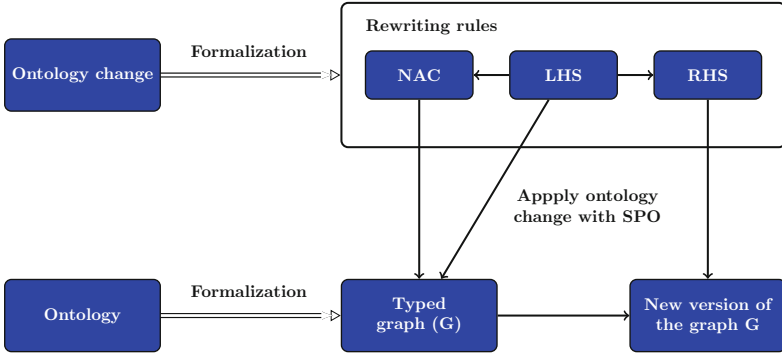 Rewriting rules
Formalization
Ontology change
NAC
LHS
RHS
Appply ontology
change with SPO
Formalization
Ontology
Typed
graph (G)
New version of
the graph G